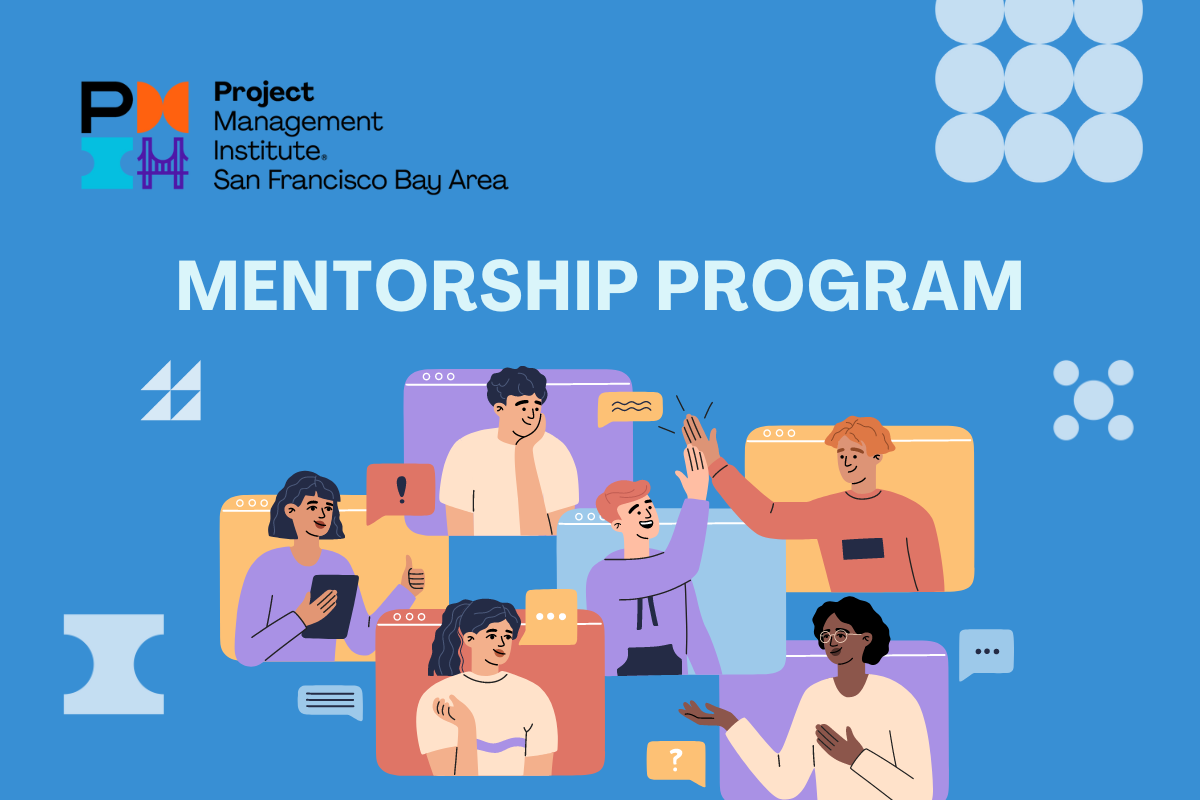 Project
Management
Institute®
San Francisco Bay Area
MENTORSHIP PROGRAM
!
...
...
?